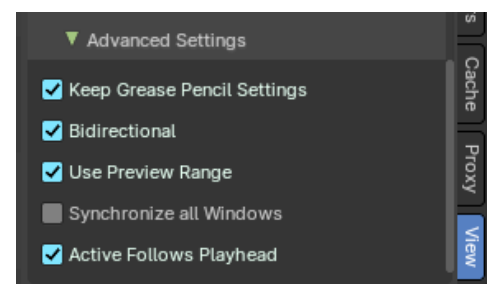 Advanced Settings
Keep Grease Pencil Settings
Bidirectional
Use Preview Range
Synchronize all Windows
Active Follows Playhead
Cache
Proxy
View